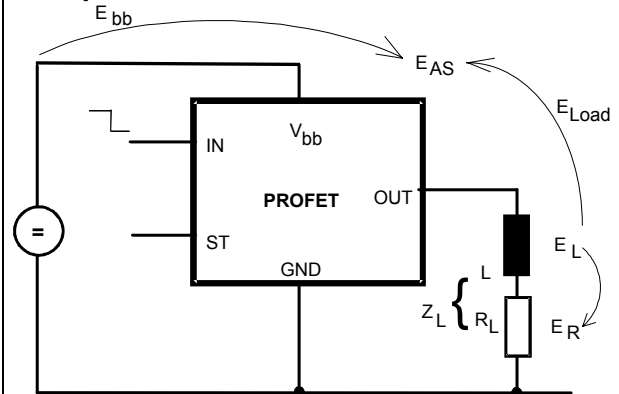 E bb
E AS
E Load
IN
V bb
PROFET
OUT
=
ST
GND
L
E L
Z L
{
R L
E R